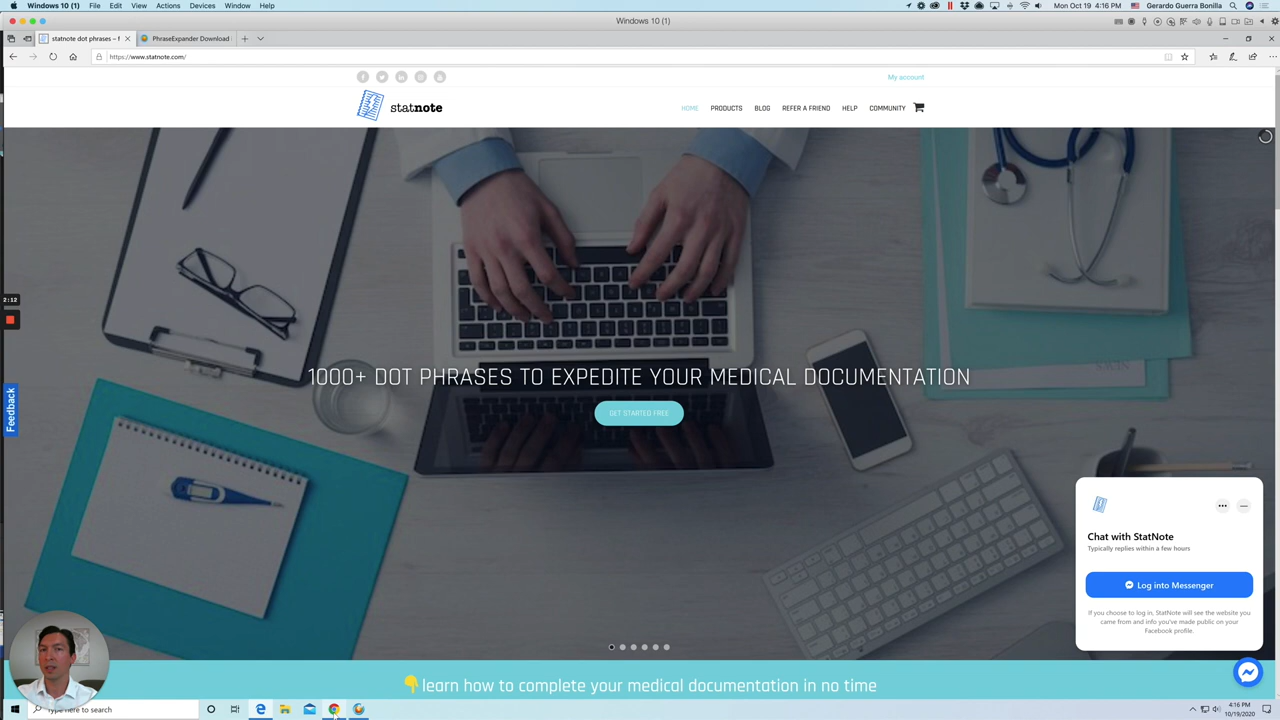 Windows 10 (1) File Edit View Actions Devices Window Help
Mon Oct 19 4:16 PM Gerardo Guerra Bonilla
Windows 10 (1)
statnote dot phrases – PhraseExpander Download
https://www.statnote.com/
My account
statnote
HOME PRODUCTS BLOG REFER A FRIEND HELP COMMUNITY
2:12
1000+ DOT PHRASES TO EXPEDITE YOUR MEDICAL DOCUMENTATION
GET STARTED FREE
Feedback
Chat with StatNote
Typically replies within a few hours
Log into Messenger
If you choose to log in, StatNote will see the website you
came from and info you've made public on your
Facebook profile.
👇learn how to complete your medical documentation in no time
Type here to search
4:16 PM
10/19/2020